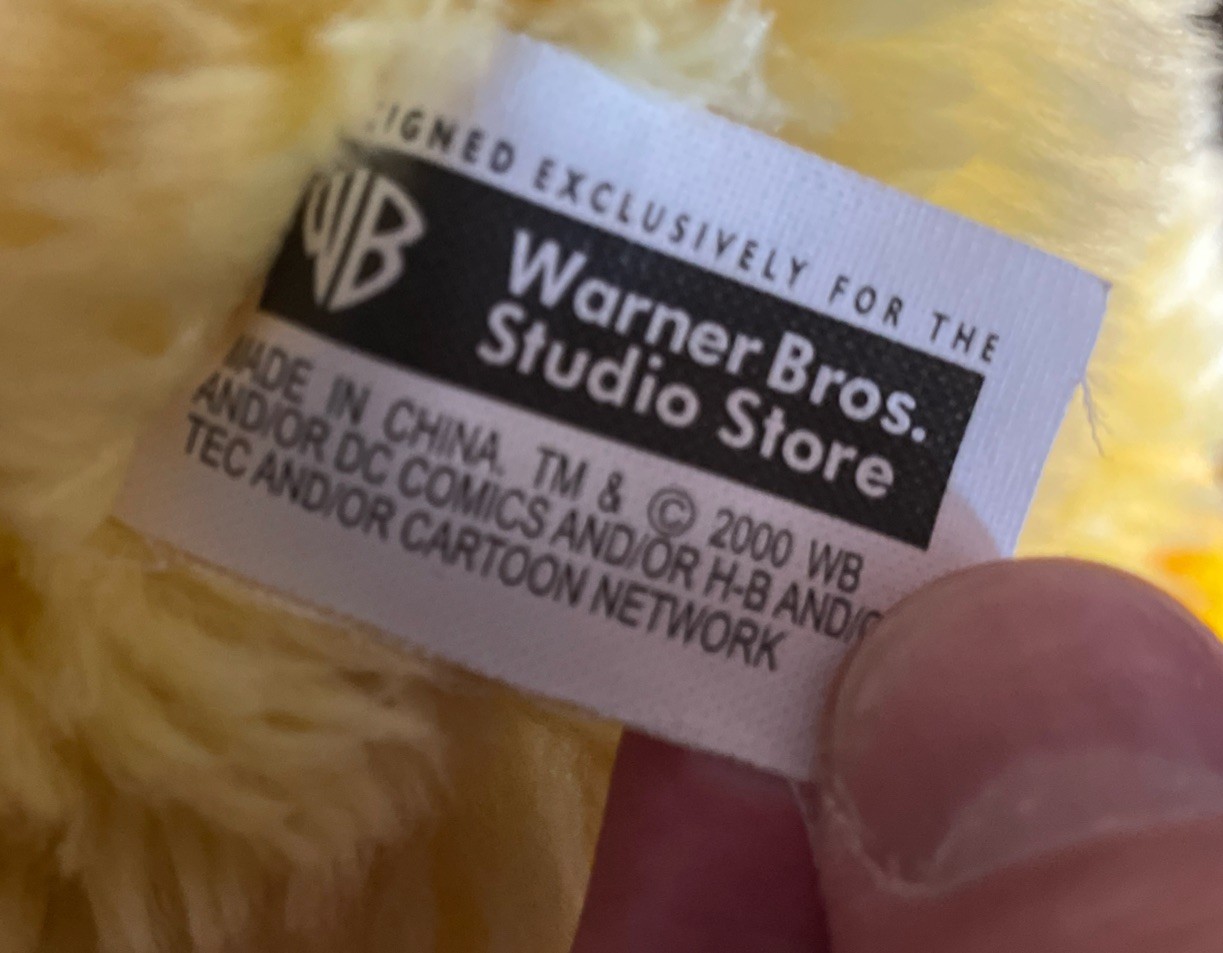 SIGNED EXCLUSIVELY FOR THE
WB
Warner Bros.
Studio Store
MADE IN CHINA. TM & © 2000 WB
AND/OR DC COMICS AND/OR H-B AND/O
TEC AND/OR CARTOON NETWORK